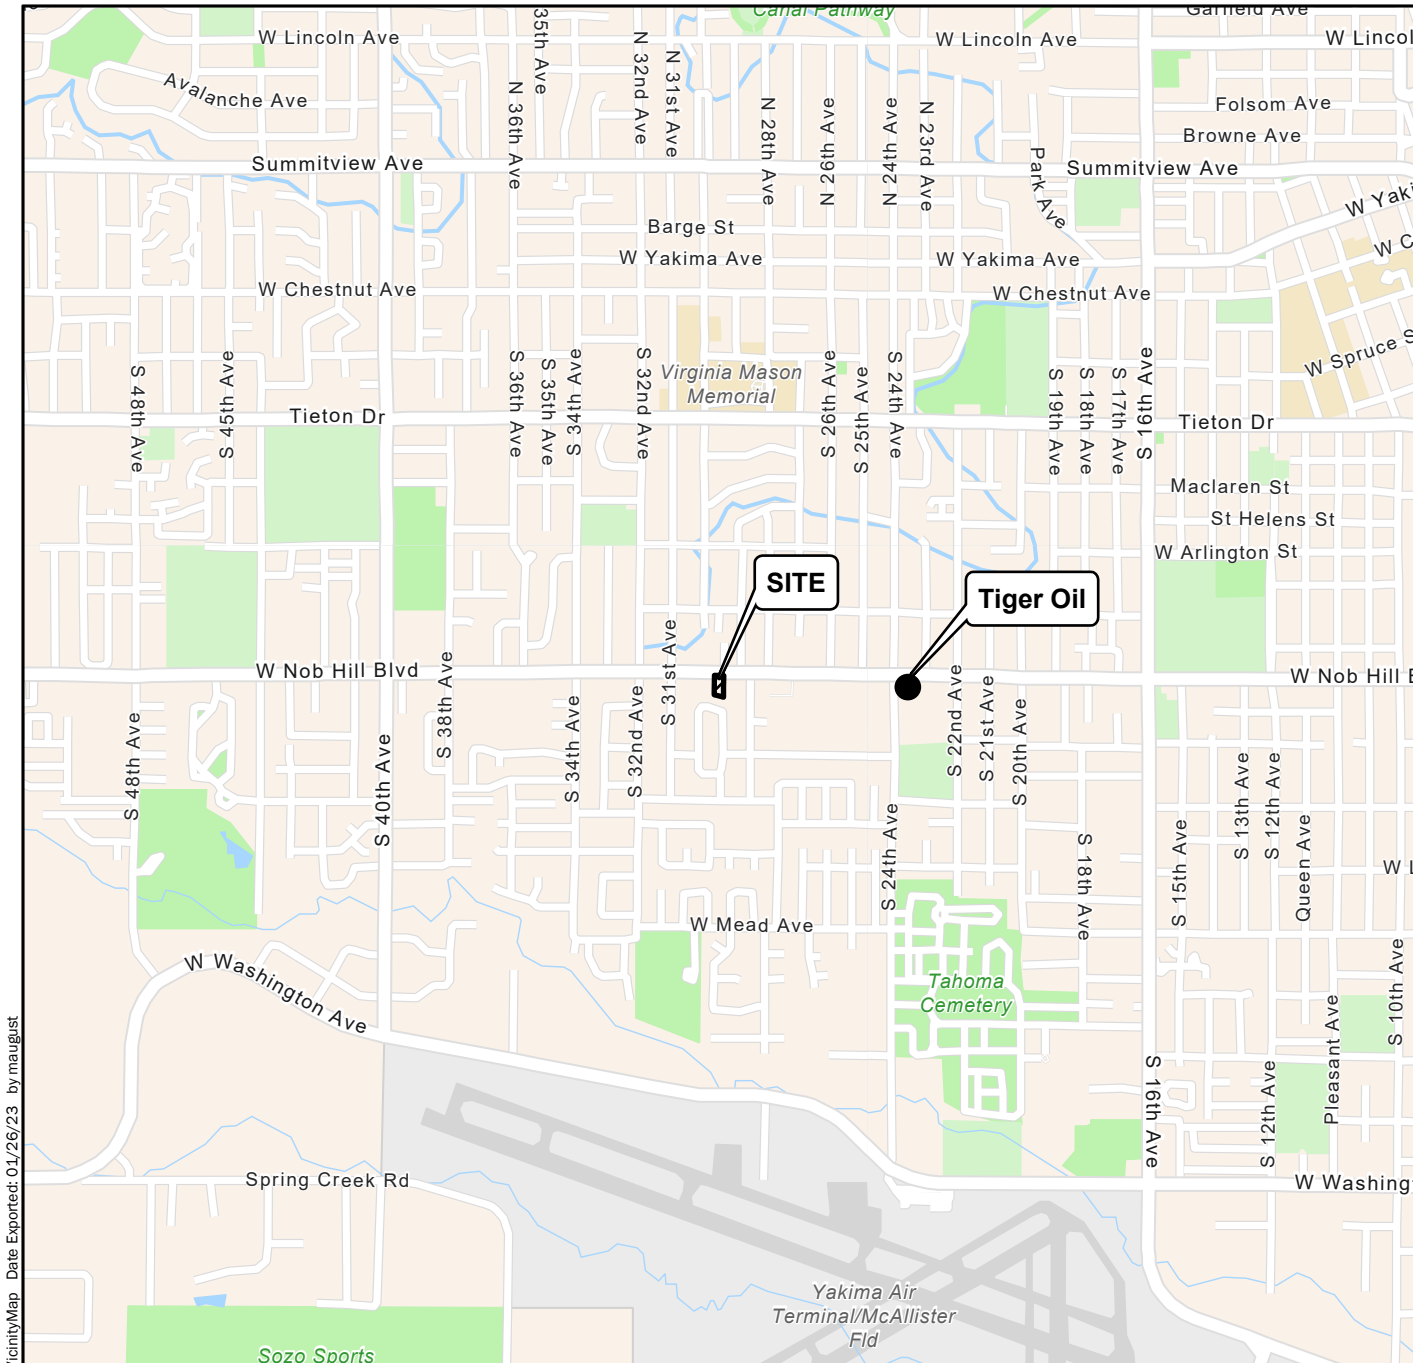 Canal Pathway
Garfield Ave
W Lincoln Ave
W Lincoln Ave
W Lincol
35th Ave
N 32nd Ave
N 31st Ave
N 36th Ave
Avalanche Ave
N 28th Ave
N 26th Ave
N 24th Ave
N 23rd Ave
Folsom Ave
Browne Ave
Park Ave
Summitview Ave
Summitview Ave
W Yaki
Barge St
W Yakima Ave
W Yakima Ave
W C
W Chestnut Ave
W Chestnut Ave
W Spruce S
S 48th Ave
S 45th Ave
S 36th Ave
S 35th Ave
S 34th Ave
S 32nd Ave
Virginia Mason
Memorial
S 26th Ave
S 25th Ave
S 24th Ave
S 19th Ave
S 18th Ave
S 17th Ave
S 16th Ave
Tieton Dr
Tieton Dr
Maclaren St
St Helens St
W Arlington St
SITE
Tiger Oil
W Nob Hill Blvd
W Nob Hill B
S 31st Ave
S 38th Ave
S 34th Ave
S 32nd Ave
S 22nd Ave
S 21st Ave
S 20th Ave
S 48th Ave
S 40th Ave
S 24th Ave
S 18th Ave
S 15th Ave
S 13th Ave
S 12th Ave
Queen Ave
W L
W Mead Ave
W Washington Ave
Tahoma
Cemetery
S 10th Ave
Pleasant Ave
S 16th Ave
S 12th Ave
Spring Creek Rd
W Washing
Yakima Air
Terminal/McAllister
Fld
Sozo Sports
icinityMap Date Exported: 01/26/23 by maugust